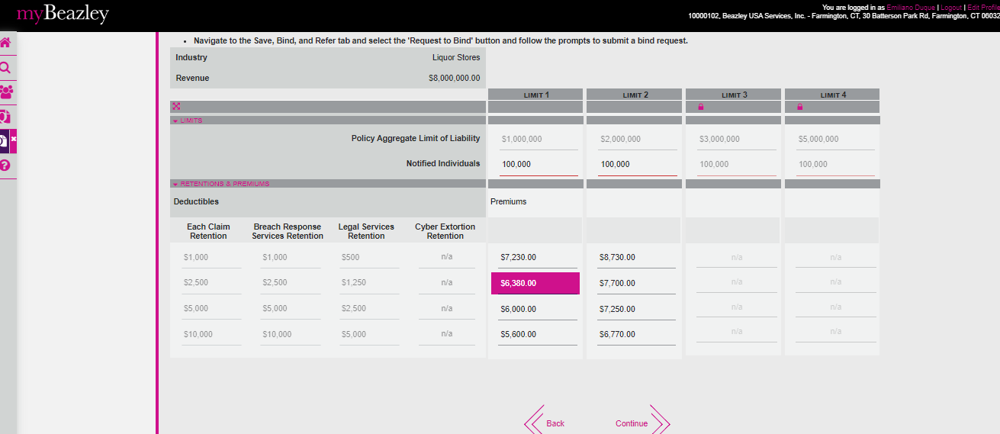 myBeazley
You are logged in as Emiliano Duque | Logout | Edit Profile
10000102, Beazley USA Services, Inc. - Farmington, CT, 30 Batterson Park Rd, Farmington, CT 06032
• Navigate to the Save, Bind, and Refer tab and select the 'Request to Bind' button and follow the prompts to submit a bind request.
Industry Liquor Stores
Revenue $8,000,000.00
LIMIT 1 LIMIT 2 LIMIT 3 LIMIT 4
LIMITS
Policy Aggregate Limit of Liability $1,000,000 $2,000,000 $3,000,000 $5,000,000
Notified Individuals 100,000 100,000 100,000 100,000
RETENTIONS & PREMIUMS
Deductibles Premiums
Each Claim Breach Response Legal Services Cyber Extortion
Retention Services Retention Retention Retention
$1,000 $1,000 $500 n/a $7,230.00 $8,730.00 n/a n/a
$2,500 $2,500 $1,250 n/a $6,380.00 $7,700.00 n/a n/a
$5,000 $5,000 $2,500 n/a $6,000.00 $7,250.00 n/a n/a
$10,000 $10,000 $5,000 n/a $5,600.00 $6,770.00 n/a n/a
Back Continue